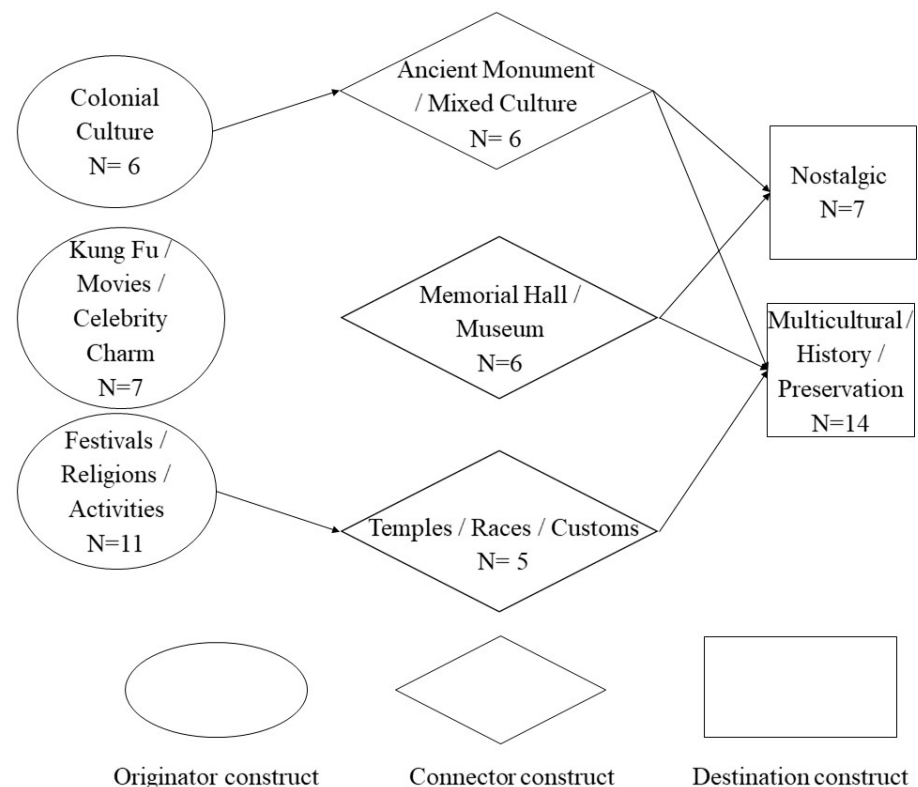 Colonial
Culture
N= 6
Ancient Monument
/ Mixed Culture
N= 6
Nostalgic
N=7
Kung Fu /
Movies /
Celebrity
Charm
N=7
Memorial Hall /
Museum
N=6
Multicultural /
History /
Preservation
N=14
Festivals /
Religions /
Activities
N=11
Temples / Races / Customs
N= 5
Originator construct
Connector construct
Destination construct